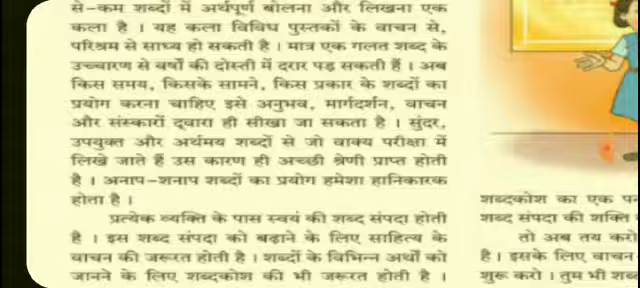 से-कम शब्दों में अर्थपूर्ण बोलना और लिखना एक
कला है । यह कला विविध पुस्तकों के वाचन से,
परिश्रम से साध्य हो सकती है । मात्र एक गलत शब्द के
उच्चारण से वर्षों की दोस्ती में दरार पड़ सकती हैं । अब
किस समय, किसके सामने, किस प्रकार के शब्दों का
प्रयोग करना चाहिए इसे अनुभव, मार्गदर्शन, वाचन
और संस्कारों द्वारा ही सीखा जा सकता है । सुंदर,
उपयुक्त और अर्थमय शब्दों से जो वाक्य परीक्षा में
लिखे जाते हैं उस कारण ही अच्छी श्रेणी प्राप्त होती
है । अनाप-शनाप शब्दों का प्रयोग हमेशा हानिकारक
होता है ।
प्रत्येक व्यक्ति के पास स्वयं की शब्द संपदा होती
है । इस शब्द संपदा को बढ़ाने के लिए साहित्य के
वाचन की जरूरत होती है । शब्दों के विभिन्न अर्थों को
जानने के लिए शब्दकोश की भी जरूरत होती है ।
शब्दकोश का एक
शब्द संपदा की शक्ति
तो अब तय करो
है । इसके लिए वाचन
शुरू करो । तुम भी